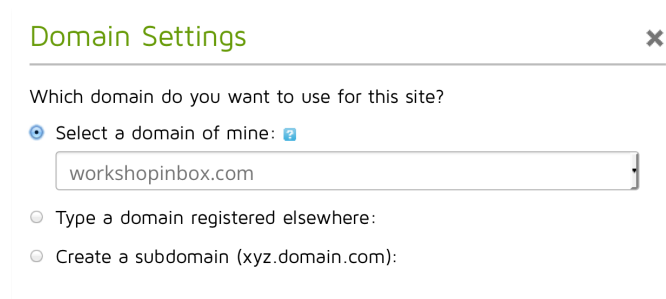 Domain Settings
Which domain do you want to use for this site?
Select a domain of mine: ?
workshopinbox.com
Type a domain registered elsewhere:
Create a subdomain (xyz.domain.com):